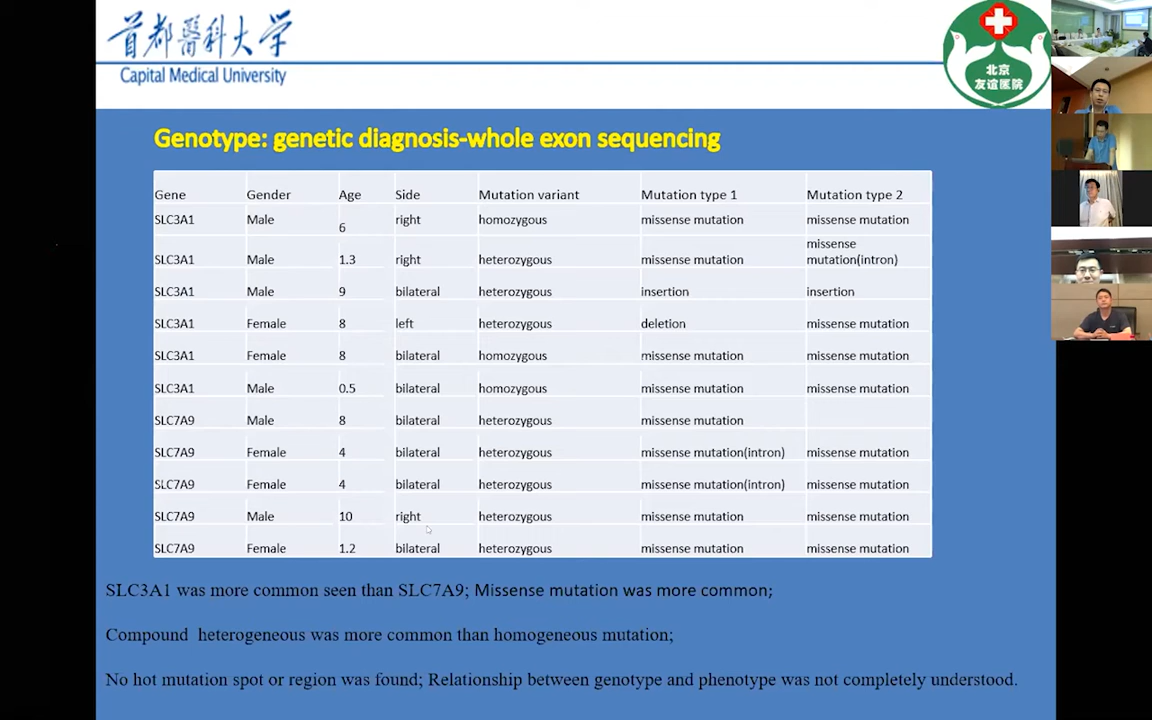 首都醫科大学
Capital Medical University
北京
友谊医院
Genotype: genetic diagnosis-whole exon sequencing
Gene Gender Age Side Mutation variant Mutation type 1 Mutation type 2
SLC3A1 Male 6 right homozygous missense mutation missense mutation
SLC3A1 Male 1.3 right heterozygous missense mutation missense mutation(intron)
SLC3A1 Male 9 bilateral heterozygous insertion insertion
SLC3A1 Female 8 left heterozygous deletion missense mutation
SLC3A1 Female 8 bilateral homozygous missense mutation missense mutation
SLC3A1 Male 0.5 bilateral homozygous missense mutation missense mutation
SLC7A9 Male 8 bilateral heterozygous missense mutation
SLC7A9 Female 4 bilateral heterozygous missense mutation(intron) missense mutation
SLC7A9 Female 4 bilateral heterozygous missense mutation(intron) missense mutation
SLC7A9 Male 10 right heterozygous missense mutation missense mutation
SLC7A9 Female 1.2 bilateral heterozygous missense mutation missense mutation
SLC3A1 was more common seen than SLC7A9; Missense mutation was more common;
Compound heterogeneous was more common than homogeneous mutation;
No hot mutation spot or region was found; Relationship between genotype and phenotype was not completely understood.